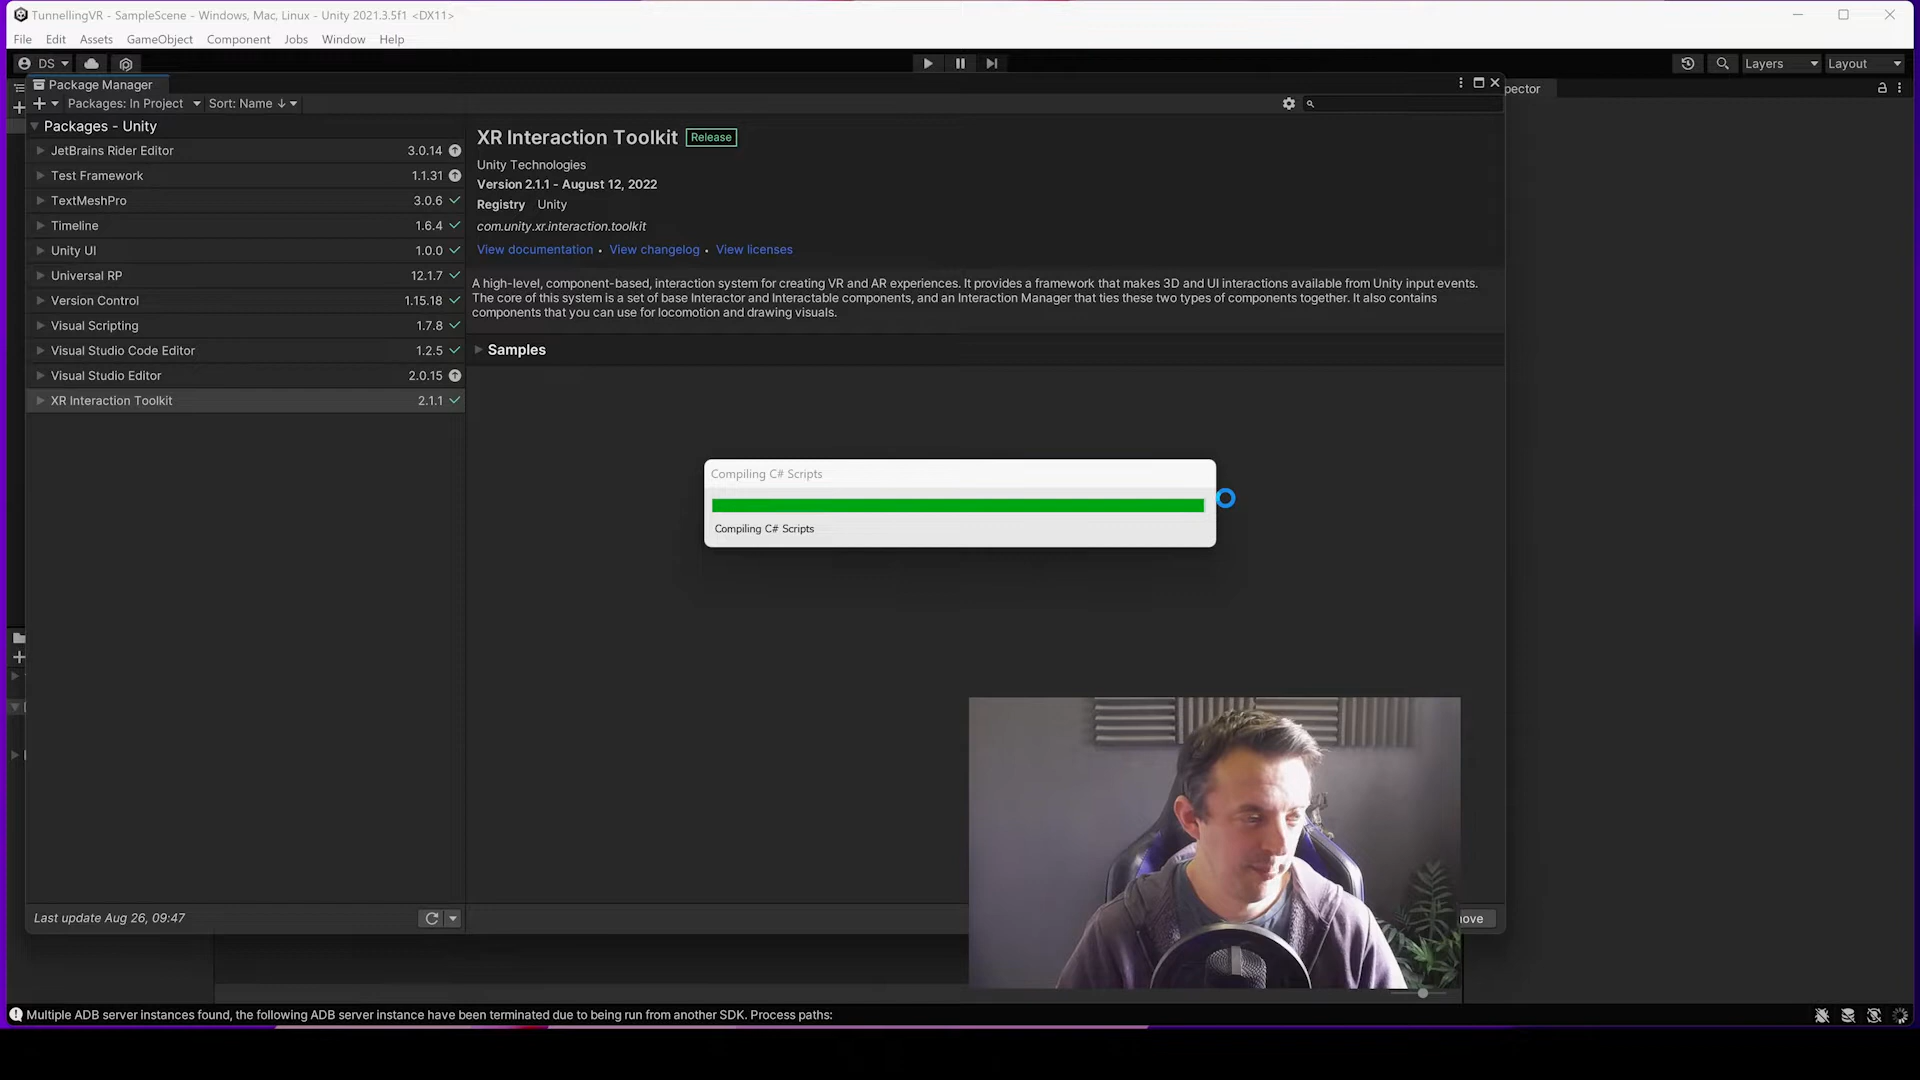 TunnellingVR - SampleScene - Windows, Mac, Linux - Unity 2021.3.5f1 <DX11>
File Edit Assets GameObject Component Jobs Window Help
DS Layers Layout
Package Manager
pector
Packages: In Project Sort: Name ↓
Packages - Unity
JetBrains Rider Editor 3.0.14
Test Framework 1.1.31
TextMeshPro 3.0.6
Timeline 1.6.4
Unity UI 1.0.0
Universal RP 12.1.7
Version Control 1.15.18
Visual Scripting 1.7.8
Visual Studio Code Editor 1.2.5
Visual Studio Editor 2.0.15
XR Interaction Toolkit 2.1.1
XR Interaction Toolkit Release
Unity Technologies
Version 2.1.1 - August 12, 2022
Registry Unity
com.unity.xr.interaction.toolkit
View documentation • View changelog • View licenses
A high-level, component-based, interaction system for creating VR and AR experiences. It provides a framework that makes 3D and UI interactions available from Unity input events.
The core of this system is a set of base Interactor and Interactable components, and an Interaction Manager that ties these two types of components together. It also contains
components that you can use for locomotion and drawing visuals.
Samples
Compiling C# Scripts
Compiling C# Scripts
Last update Aug 26, 09:47
ove
Multiple ADB server instances found, the following ADB server instance have been terminated due to being run from another SDK. Process paths: